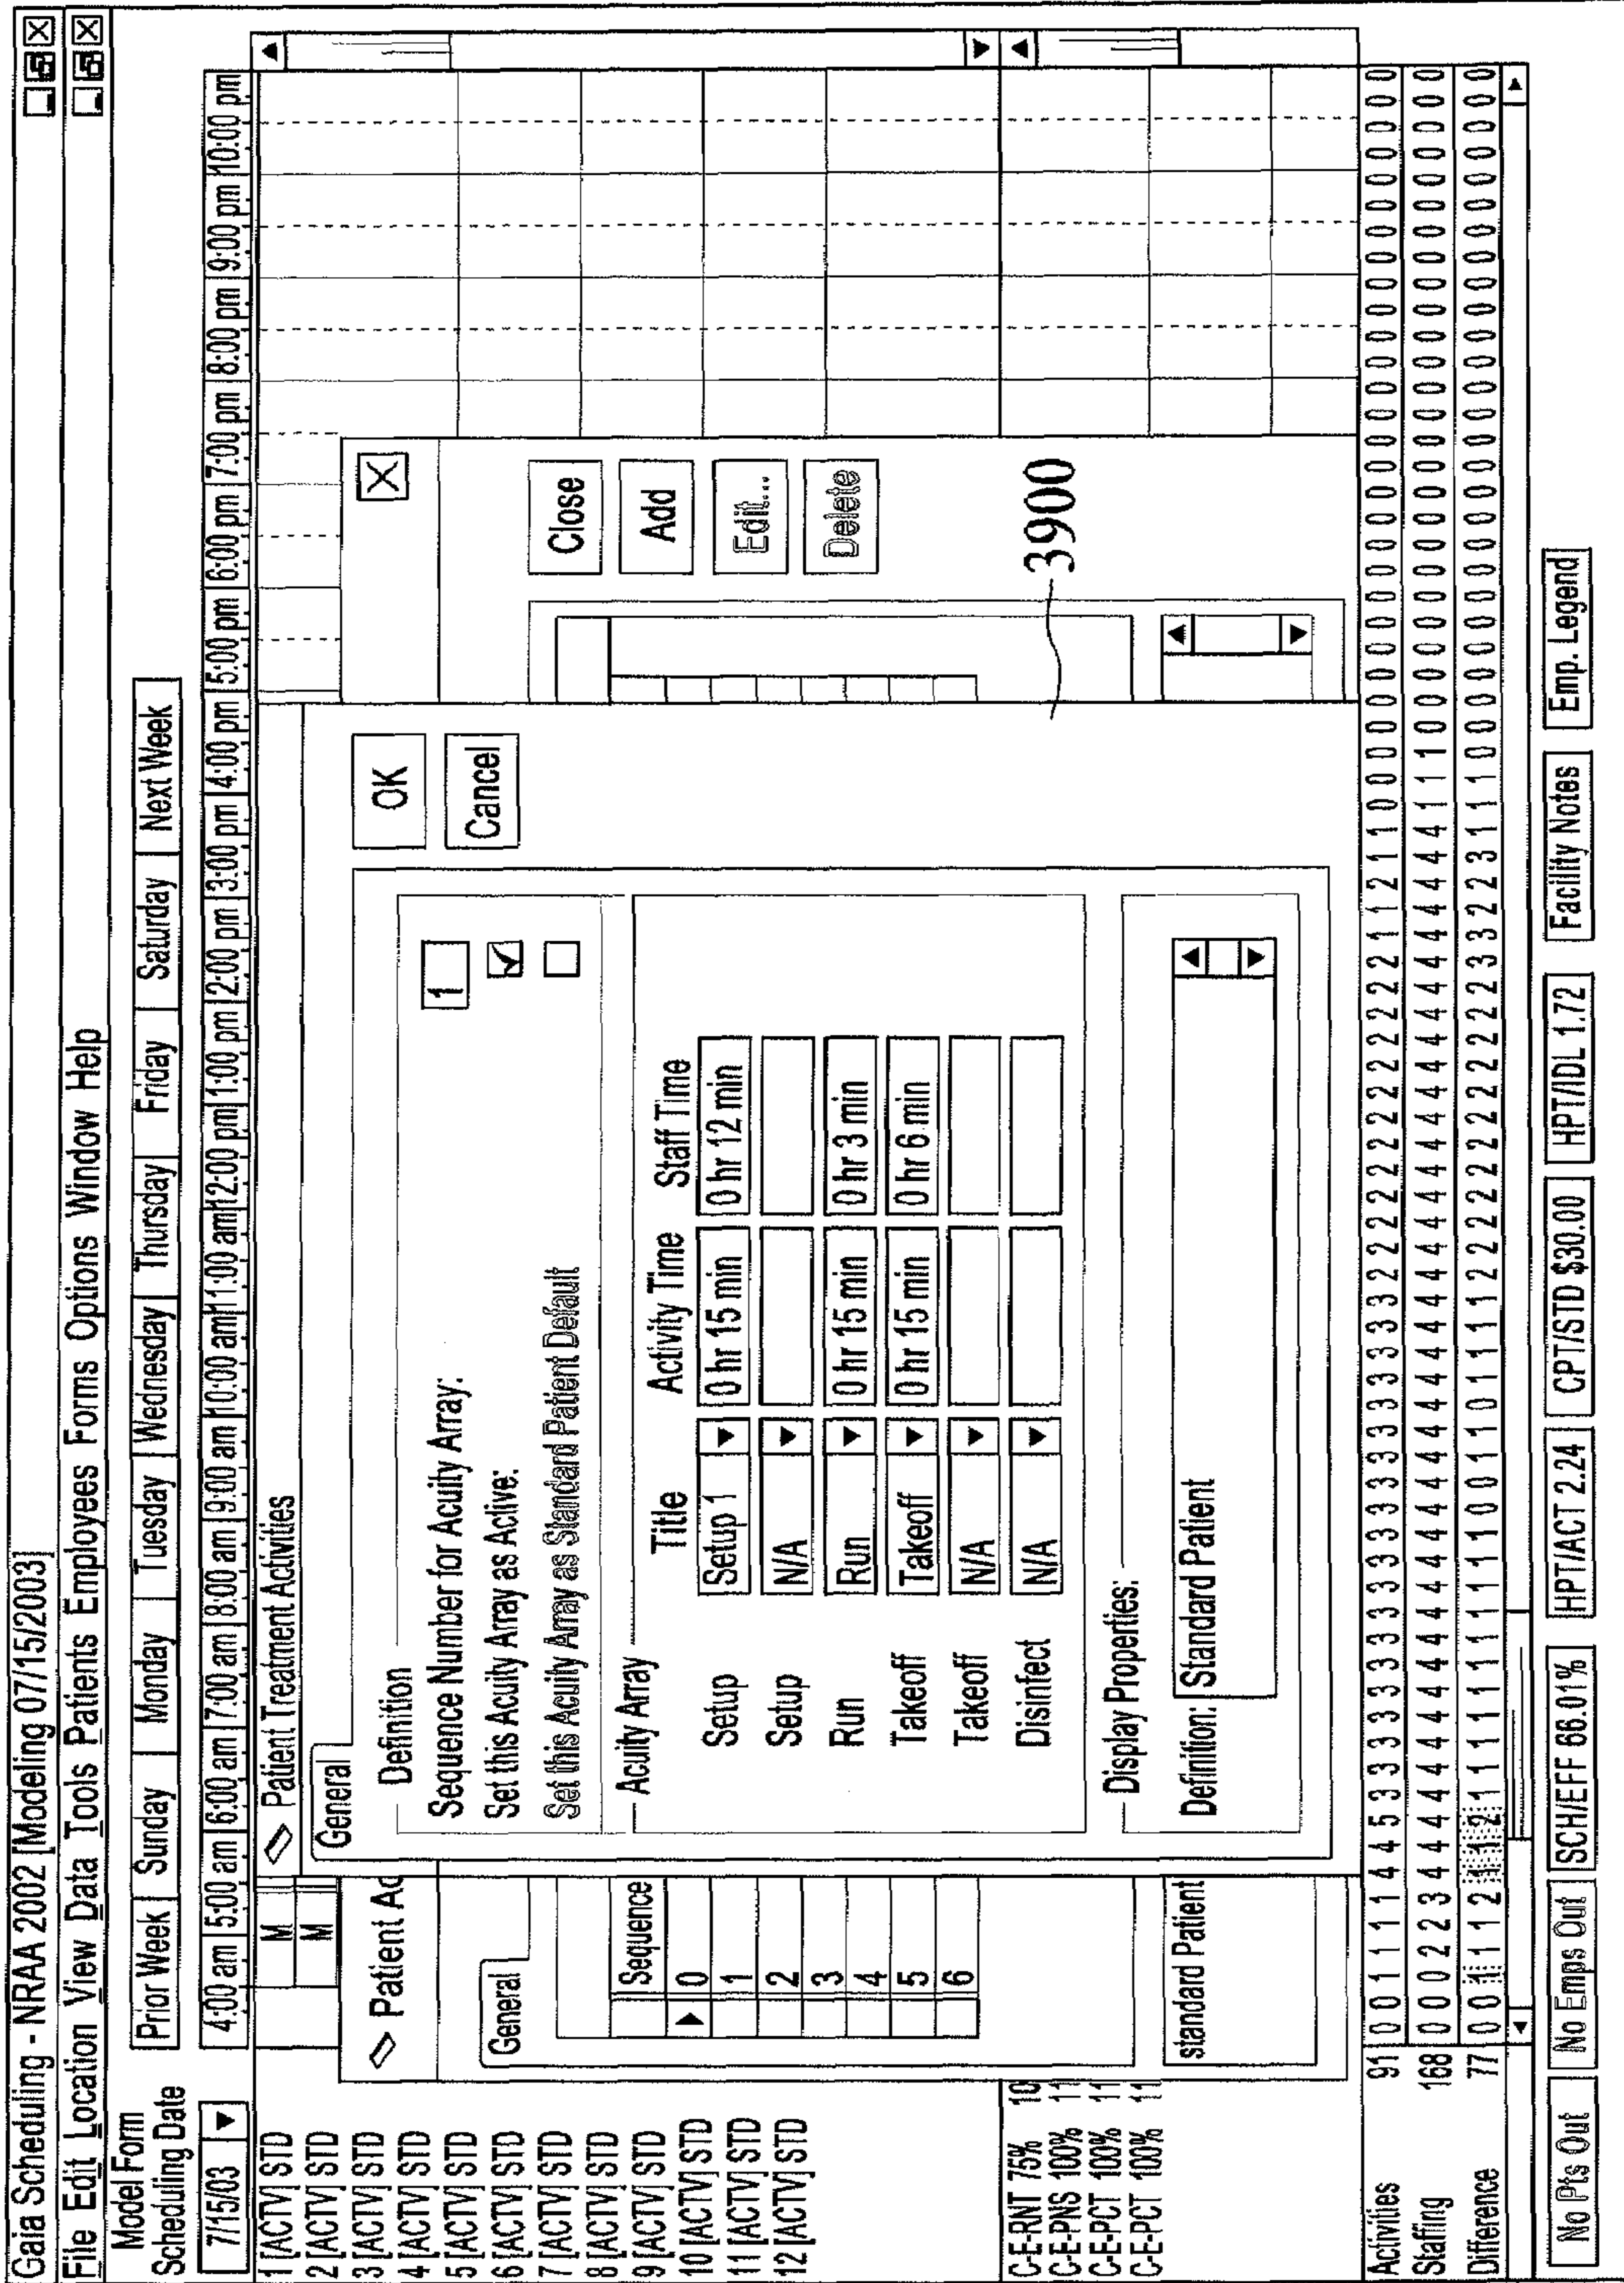 Gaia Scheduling - NRAA 2002 [Modeling 07/15/2003]
File Edit Location View Data Tools Patients Employees Forms Options Window Help
Model Form
Scheduling Date
Prior Week Sunday Monday Tuesday Wednesday Thursday Friday Saturday Next Week
7/15/03
4:00 am 5:00 am 6:00 am 7:00 am 8:00 am 9:00 am 10:00 am 11:00 am 12:00 pm 1:00 pm 2:00 pm 3:00 pm 4:00 pm 5:00 pm 6:00 pm 7:00 pm 8:00 pm 9:00 pm 10:00 pm
1 [ACTV] STD
2 [ACTV] STD
3 [ACTV] STD
4 [ACTV] STD
5 [ACTV] STD
6 [ACTV] STD
7 [ACTV] STD
8 [ACTV] STD
9 [ACTV] STD
10 [ACTV] STD
11 [ACTV] STD
12 [ACTV] STD
M
M
Patient Ac
General
Sequence
0
1
2
3
4
5
6
standard Patient
Close
Add
Edit...
Delete
Patient Treatment Activities
General
OK
Cancel
Definition
Sequence Number for Acuity Array: 1
Set this Acuity Array as Active:
Set this Acuity Array as Standard Patient Default
Acuity Array
Title Activity Time Staff Time
Setup Setup 1 0 hr 15 min 0 hr 12 min
Setup N/A
Run Run 0 hr 15 min 0 hr 3 min
Takeoff Takeoff 0 hr 15 min 0 hr 6 min
Takeoff N/A
Disinfect N/A
Display Properties:
Definition: Standard Patient
3900
C-E-RNT 75% 10
C-E-PNS 100% 11
C-E-PCT 100% 11
C-E-PCT 100% 11
Activities 91
Staffing 168
Difference 77
No Pts Out No Emps Out SCH/EFF 66.01% HPT/ACT 2.24 CPT/STD $30.00 HPT/IDL 1.72 Facility Notes Emp. Legend